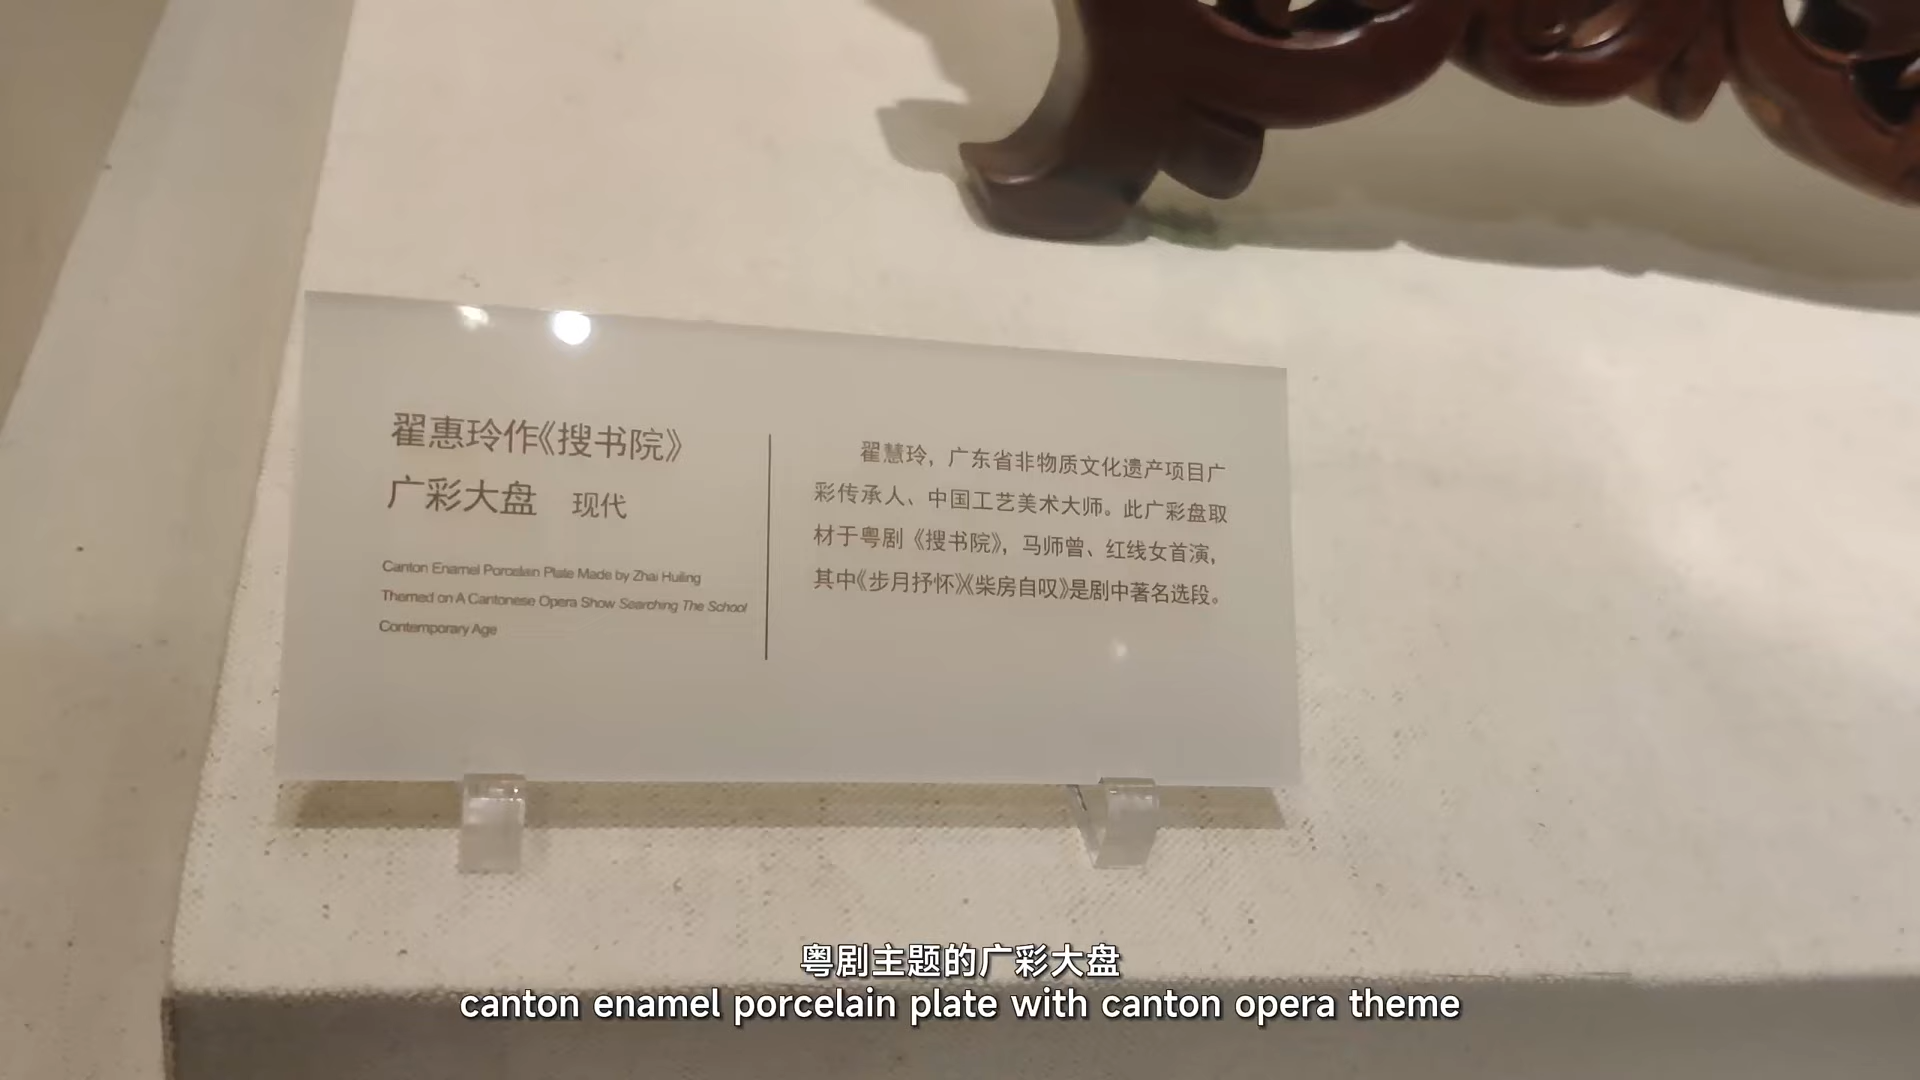 翟惠玲作《搜书院》
广彩大盘 现代
Canton Enamel Porcelain Plate Made by Zhai Huiling
Themed on A Cantonese Opera Show Searching The School
Contemporary Age
翟慧玲，广东省非物质文化遗产项目广
彩传承人、中国工艺美术大师。此广彩盘取
材于粤剧《搜书院》，马师曾、红线女首演，
其中《步月抒怀》《柴房自叹》是剧中著名选段。
粤剧主题的广彩大盘
canton enamel porcelain plate with canton opera theme